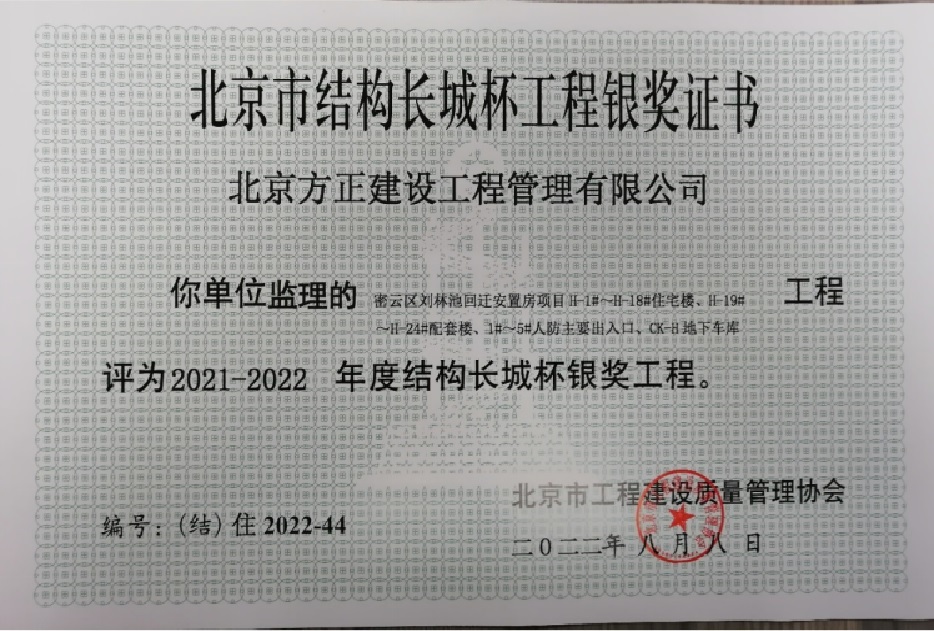 北京市结构长城杯工程银奖证书
北京方正建设工程管理有限公司
你单位监理的 密云区刘林池回迁安置房项目H-1#~H-18#住宅楼、H-19# 工程
~H-24#配套楼、1#~5#人防主要出入口、CK-H地下车库
评为2021-2022 年度结构长城杯银奖工程。
北京市工程建设质量管理协会
编号：(结)住 2022-44
二〇二二年 八 月 八 日